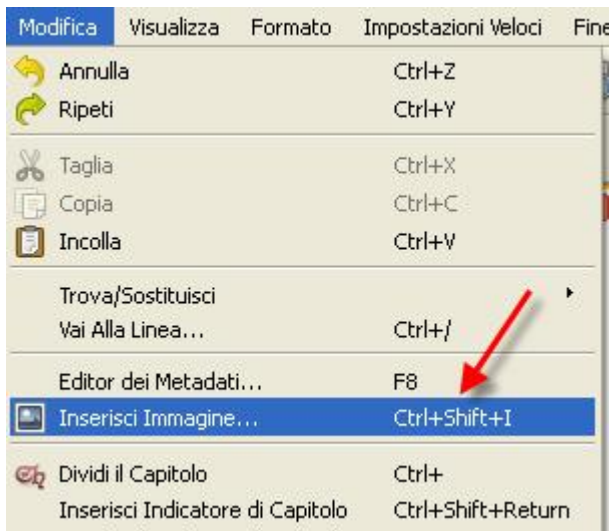 Modifica Visualizza Formato Impostazioni Veloci Fine
Annulla Ctrl+Z
Ripeti Ctrl+Y
Taglia Ctrl+X
Copia Ctrl+C
Incolla Ctrl+V
Trova/Sostituisci
Vai Alla Linea... Ctrl+/
Editor dei Metadati... F8
Inserisci Immagine... Ctrl+Shift+I
Dividi il Capitolo Ctrl+
Inserisci Indicatore di Capitolo Ctrl+Shift+Return